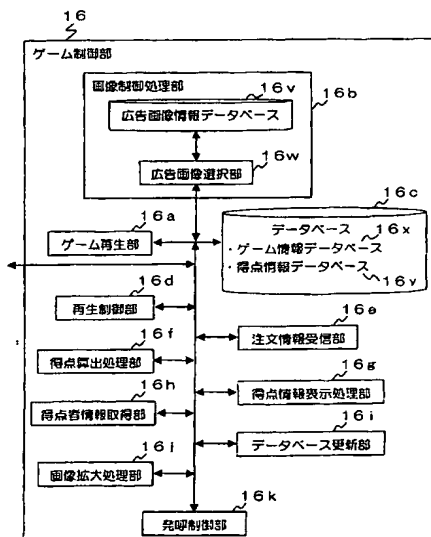 16
ゲーム制御部
画像制御処理部
16v
16b
広告画像情報データベース
16w
広告画像選択部
16c
16a
ゲーム再生部
データベース
16x
・ゲーム情報データベース
・得点情報データベース
16y
16d
再生制御部
16e
注文情報受信部
16f
得点算出処理部
16g
得点情報表示処理部
16h
得点者情報取得部
16i
データベース更新部
16j
画像拡大処理部
16k
発呼制御部